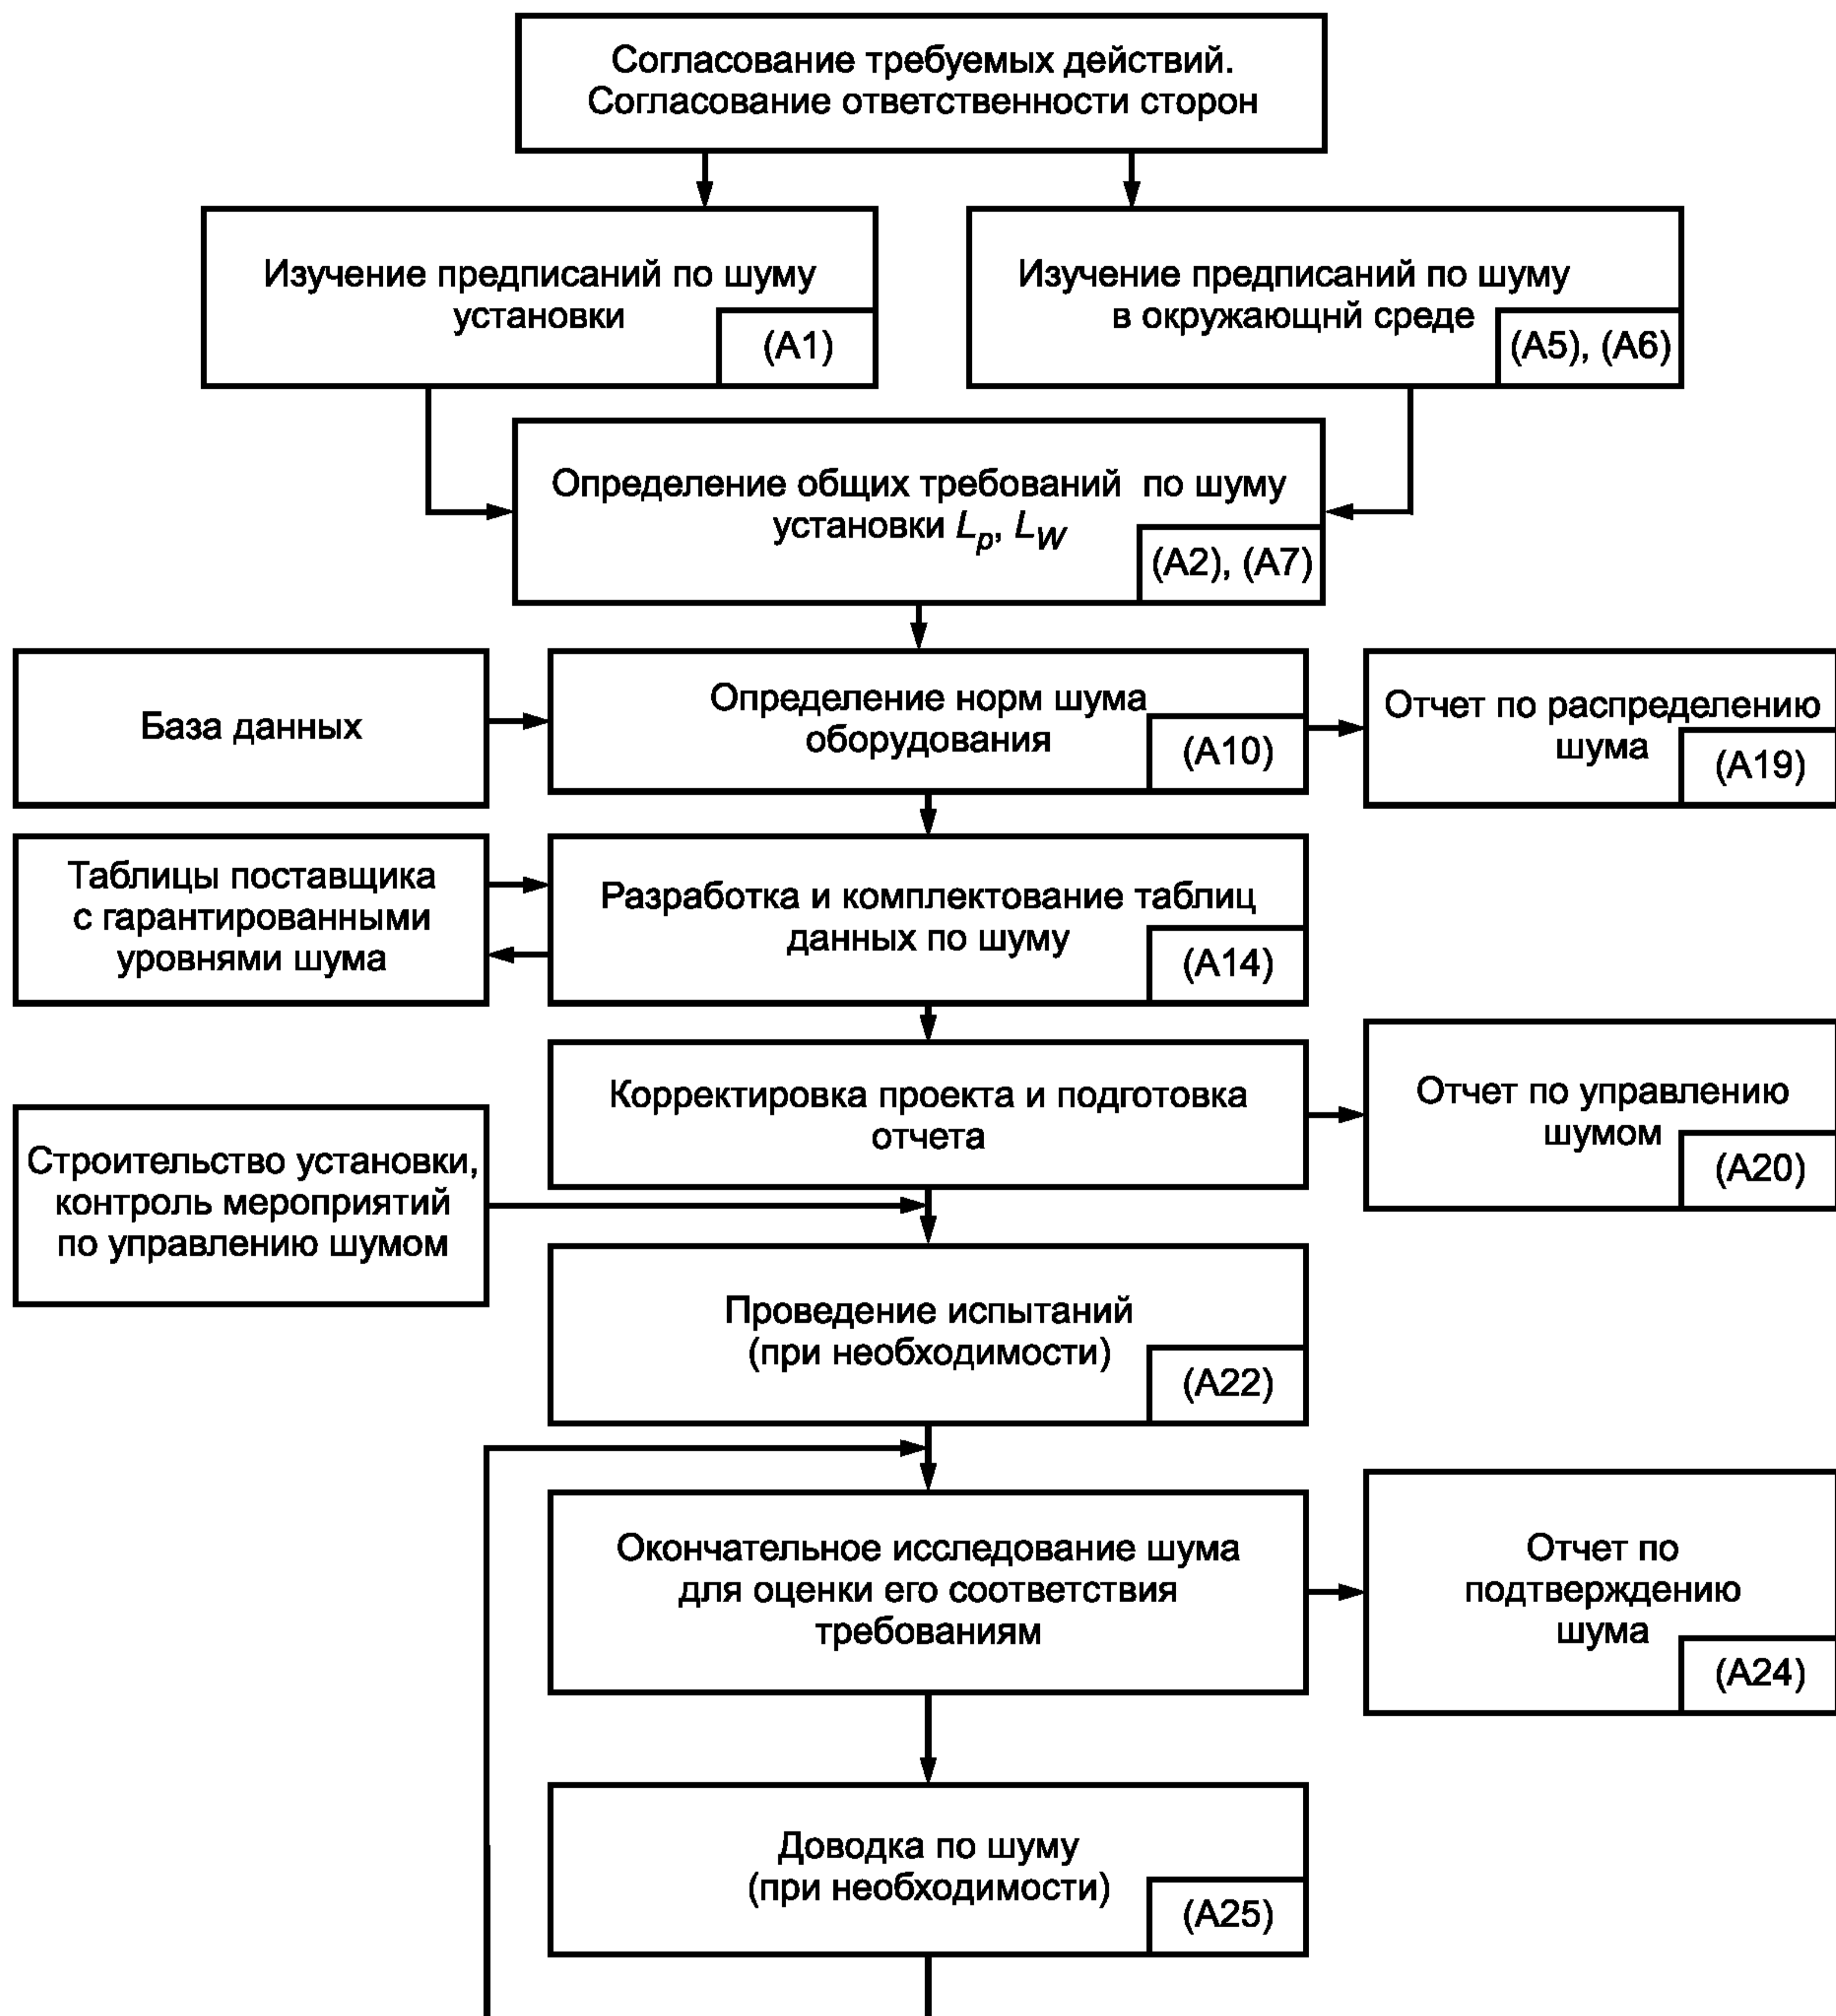 Согласование требуемых действий.
Согласование ответственности сторон
Изучение предписаний по шуму
установки
(А1)
Изучение предписаний по шуму
в окружающнй среде
(А5), (А6)
Определение общих требований по шуму
установки Lp, LW
(А2), (А7)
База данных
Определение норм шума
оборудования
(А10)
Отчет по распределению
шума
(А19)
Таблицы поставщика
с гарантированными
уровнями шума
Разработка и комплектование таблиц
данных по шуму
(А14)
Корректировка проекта и подготовка
отчета
Отчет по управлению
шумом
(А20)
Строительство установки,
контроль мероприятий
по управлению шумом
Проведение испытаний
(при необходимости)
(А22)
Окончательное исследование шума
для оценки его соответствия
требованиям
Отчет по
подтверждению
шума
(А24)
Доводка по шуму
(при необходимости)
(А25)